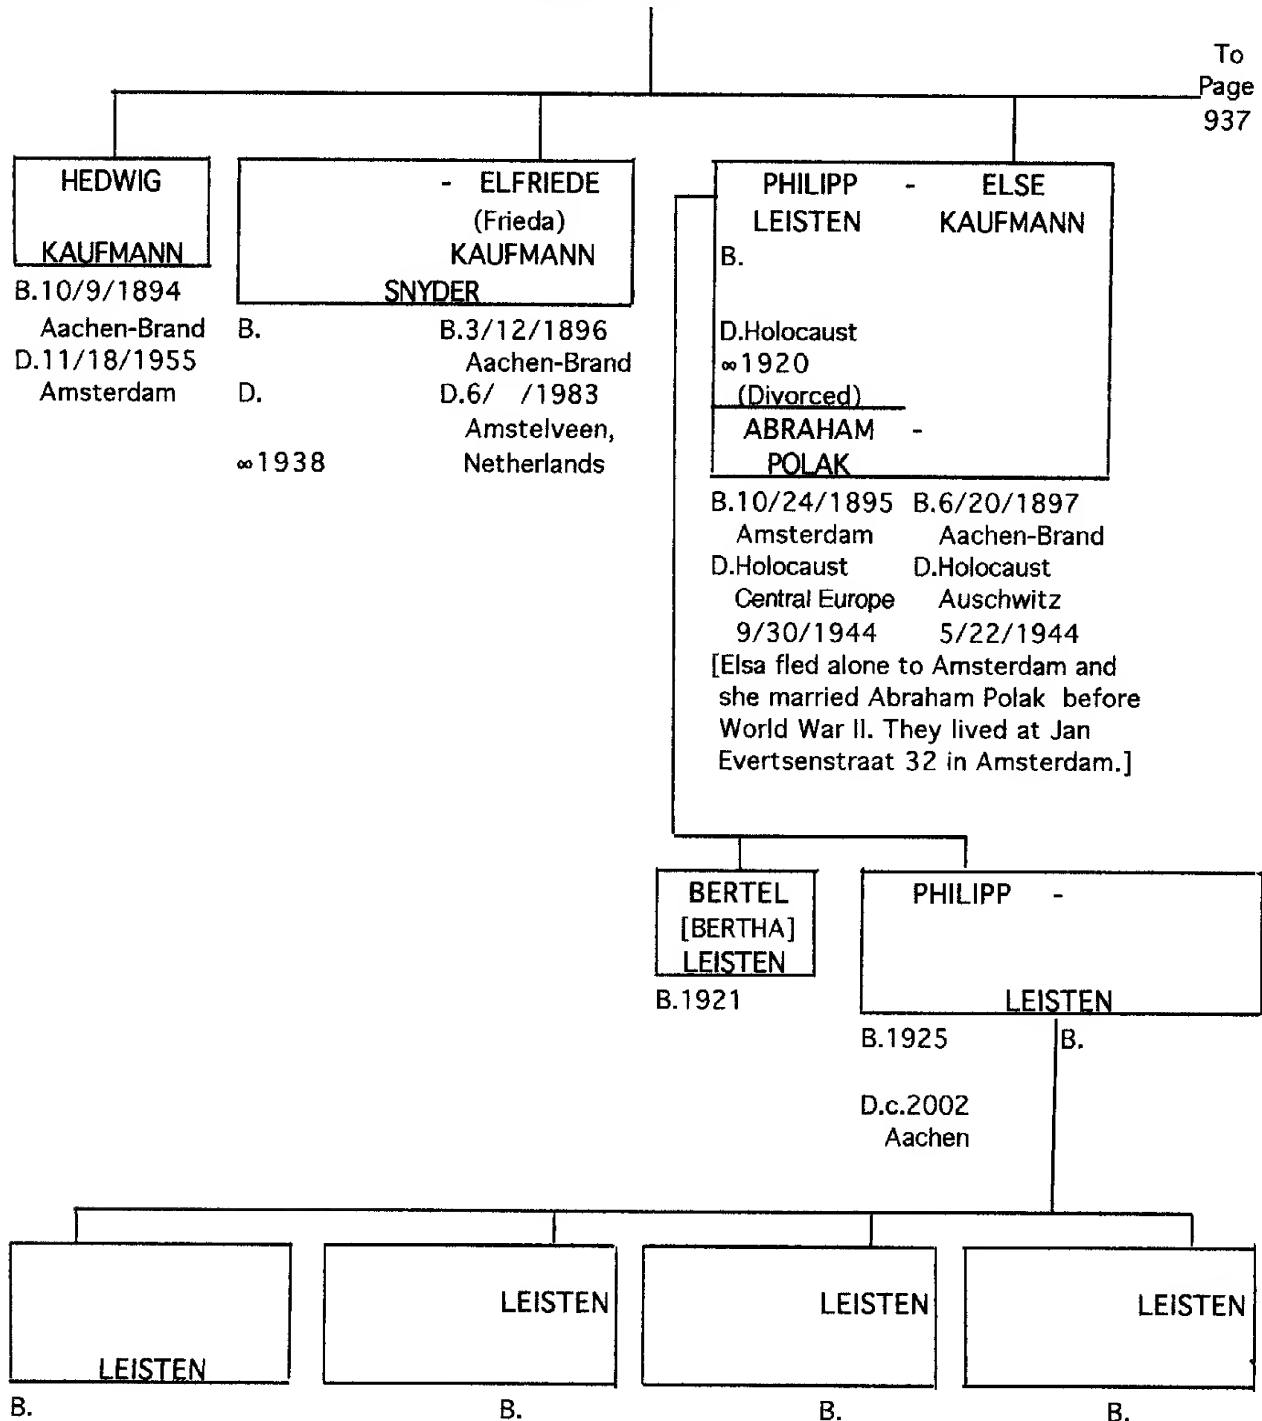 To
Page
937
HEDWIG
KAUFMANN
B.10/9/1894
Aachen-Brand
D.11/18/1955
Amsterdam
- ELFRIEDE
(Frieda)
KAUFMANN
SNYDER
B. B.3/12/1896
Aachen-Brand
D. D.6/ /1983
Amstelveen,
∞1938 Netherlands
PHILIPP - ELSE
LEISTEN KAUFMANN
B.
D.Holocaust
∞1920
(Divorced)
ABRAHAM -
POLAK
B.10/24/1895 B.6/20/1897
Amsterdam Aachen-Brand
D.Holocaust D.Holocaust
Central Europe Auschwitz
9/30/1944 5/22/1944
[Elsa fled alone to Amsterdam and
she married Abraham Polak before
World War II. They lived at Jan
Evertsenstraat 32 in Amsterdam.]
BERTEL
[BERTHA]
LEISTEN
B.1921
PHILIPP -
LEISTEN
B.1925 B.
D.c.2002
Aachen
LEISTEN
B.
LEISTEN
B.
LEISTEN
B.
LEISTEN
B.